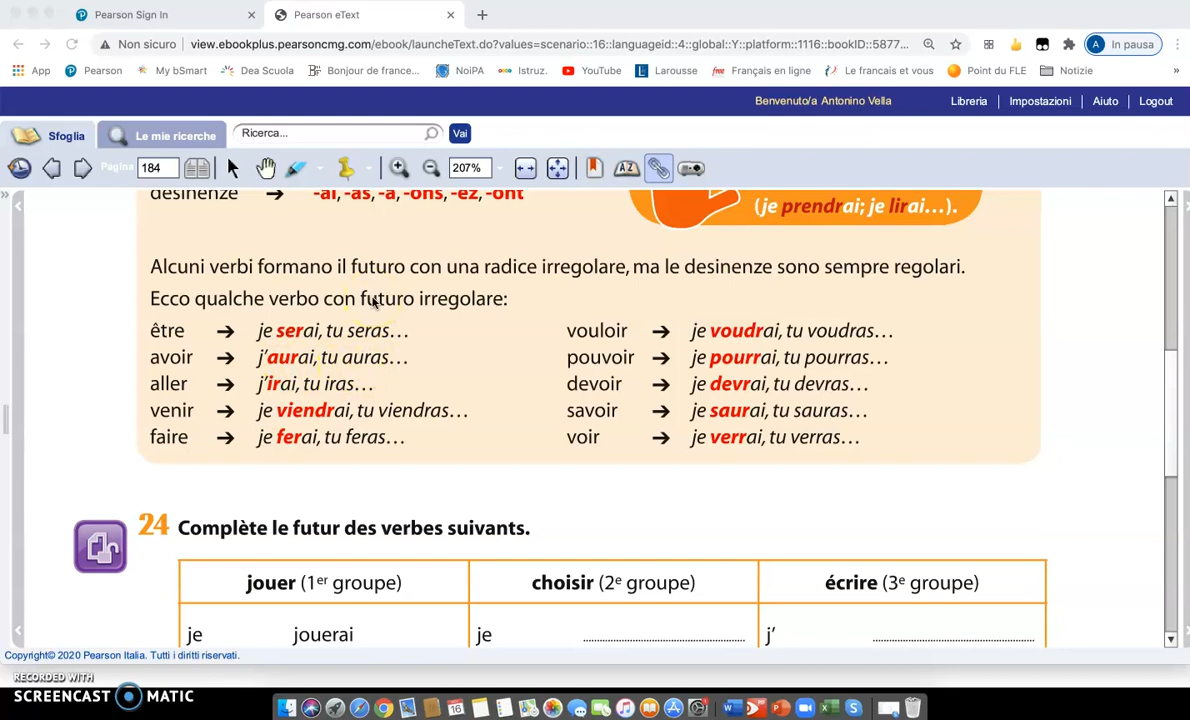 Pearson Sign In
Pearson eText
Non sicuro
view.ebookplus.pearsoncmg.com/ebook/launcheText.do?values=scenario::16::languageid::4::global::Y::platform::1116::bookID::5877...
A
In pausa
App
Pearson
My bSmart
Dea Scuola
Bonjour de france...
NoiPA
Istruz.
YouTube
Larousse
Français en ligne
Le francais et vous
Point du FLE
Notizie
Benvenuto/a Antonino Vella
Libreria
Impostazioni
Aiuto
Logout
Sfoglia
Le mie ricerche
Ricerca...
Vai
Pagina
184
207%
desinenze → -ai, -as, -a, -ons, -ez, -ont
(je prendrai; je lirai…).
Alcuni verbi formano il futuro con una radice irregolare, ma le desinenze sono sempre regolari.
Ecco qualche verbo con futuro irregolare:
être → je serai, tu seras…
avoir → j'aurai, tu auras…
aller → j'irai, tu iras…
venir → je viendrai, tu viendras…
faire → je ferai, tu feras…
vouloir → je voudrai, tu voudras…
pouvoir → je pourrai, tu pourras…
devoir → je devrai, tu devras…
savoir → je saurai, tu sauras…
voir → je verrai, tu verras…
24 Complète le futur des verbes suivants.
jouer (1er groupe)
choisir (2e groupe)
écrire (3e groupe)
je jouerai
je ........................................
j' ........................................
Copyright© 2020 Pearson Italia. Tutti i diritti riservati.
RECORDED WITH
SCREENCAST MATIC